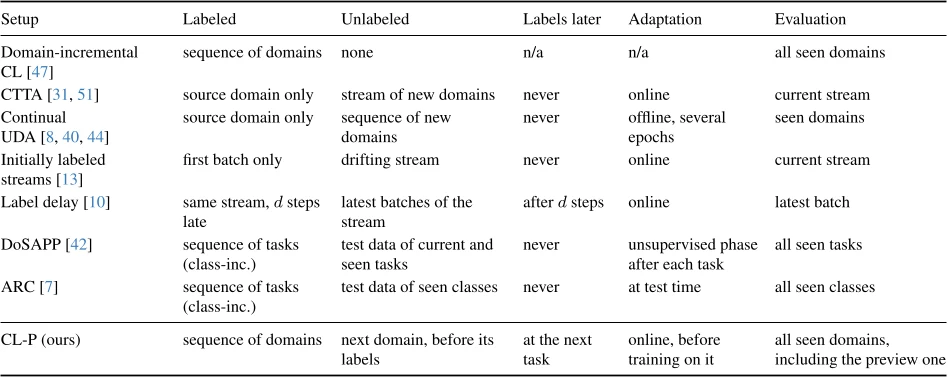 Setup Labeled Unlabeled Labels later Adaptation Evaluation
Domain-incremental sequence of domains none n/a n/a all seen domains
CL [47]
CTTA [31, 51] source domain only stream of new domains never online current stream
Continual source domain only sequence of new never offline, several seen domains
UDA [8, 40, 44] domains epochs
Initially labeled first batch only drifting stream never online current stream
streams [13]
Label delay [10] same stream, d steps latest batches of the after d steps online latest batch
late stream
DoSAPP [42] sequence of tasks test data of current and never unsupervised phase all seen tasks
(class-inc.) seen tasks after each task
ARC [7] sequence of tasks test data of seen classes never at test time all seen classes
(class-inc.)
CL-P (ours) sequence of domains next domain, before its at the next online, before all seen domains,
labels task training on it including the preview one